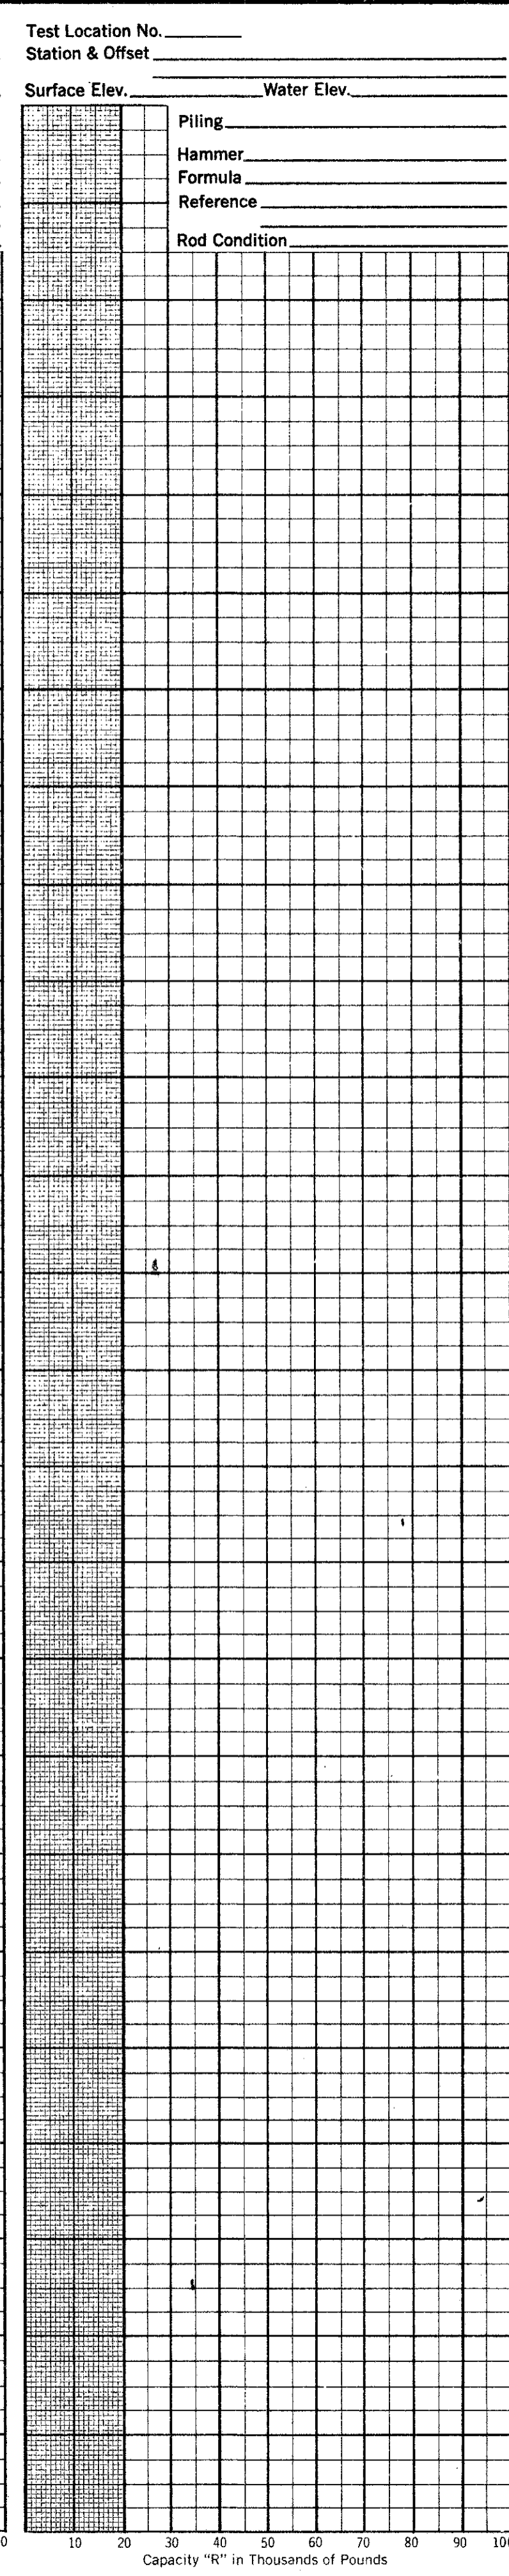 Test Location No.
Station & Offset
Surface Elev. Water Elev.
Piling
Hammer
Formula
Reference
Rod Condition
0 10 20 30 40 50 60 70 80 90 100
Capacity "R" in Thousands of Pounds